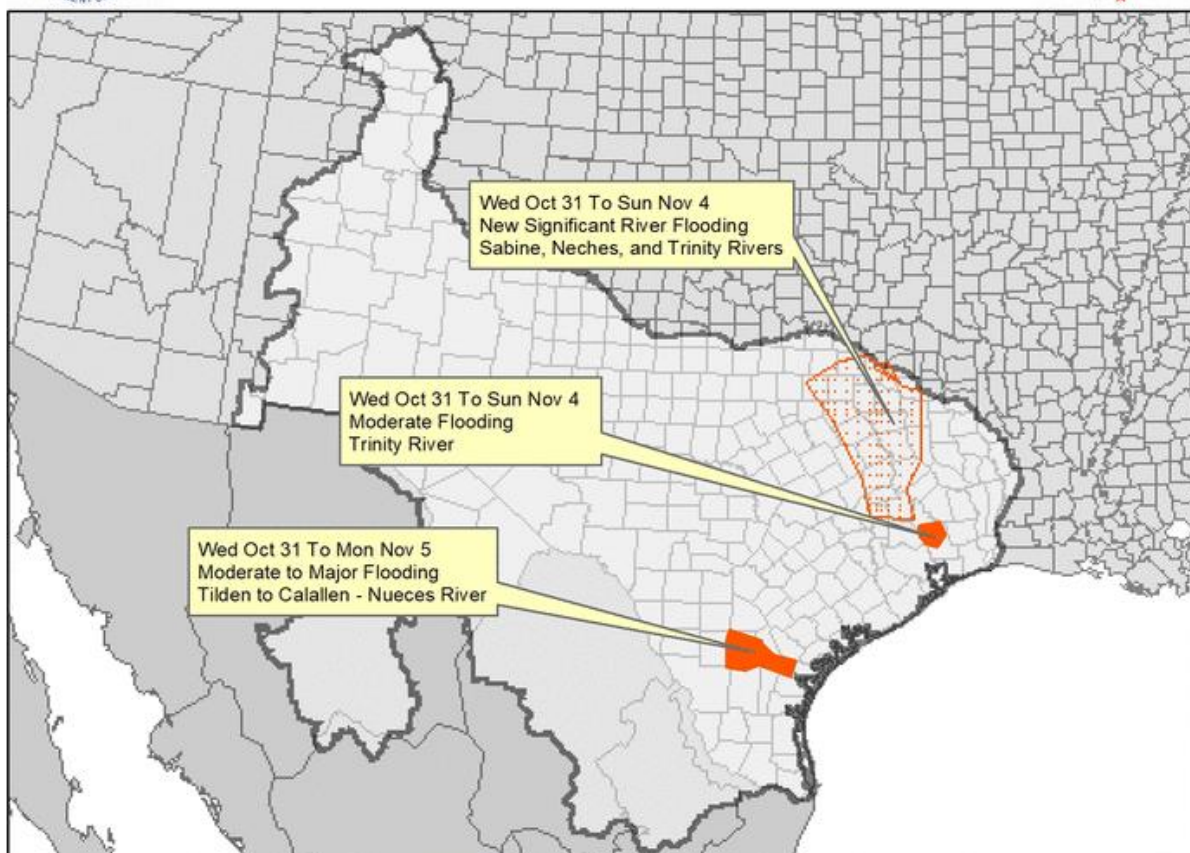 Wed Oct 31 To Sun Nov 4
New Significant River Flooding
Sabine, Neches, and Trinity Rivers
Wed Oct 31 To Sun Nov 4
Moderate Flooding
Trinity River
Wed Oct 31 To Mon Nov 5
Moderate to Major Flooding
Tilden to Calallen - Nueces River